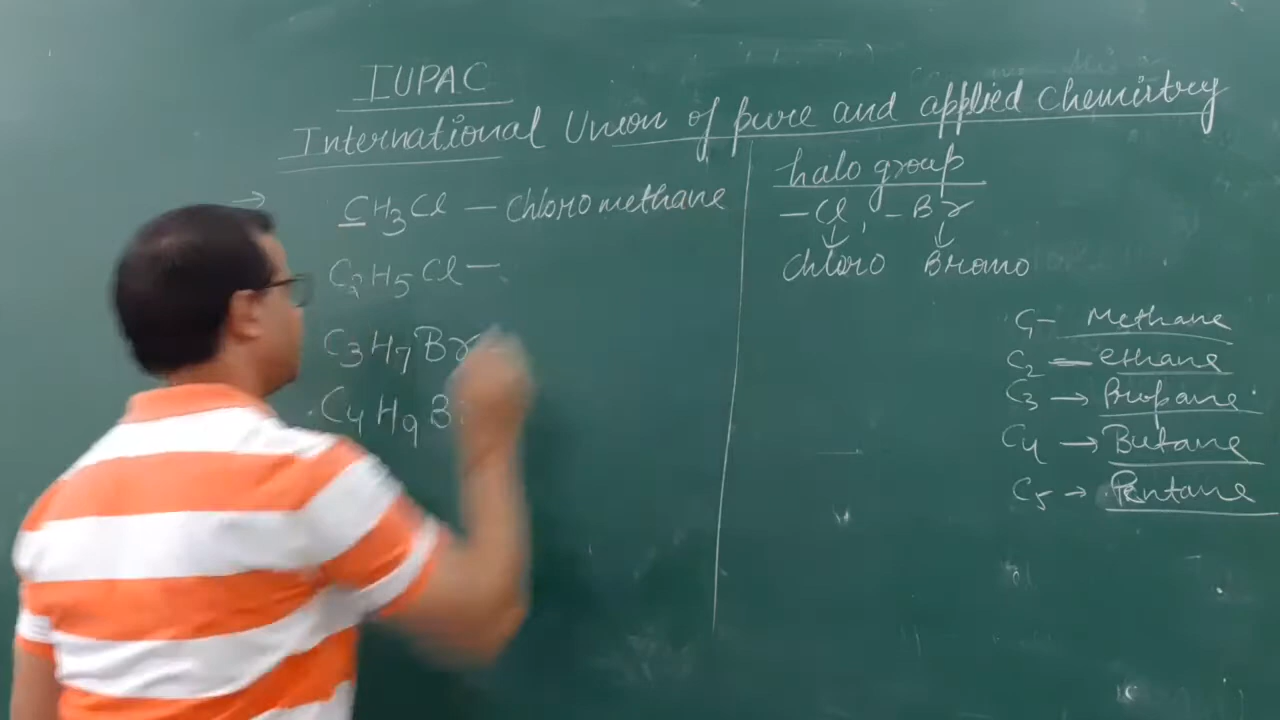 IUPAC
International Union of pure and applied Chemistry
→ CH3Cl — Chloromethane
C2H5Cl —
C3H7Br
C4H9B
halo group
—Cl, —Br
↓ ↓
Chloro Bromo
C1— Methane
C2— ethane
C3 → Propane
C4 → Butane
C5 → Pentane